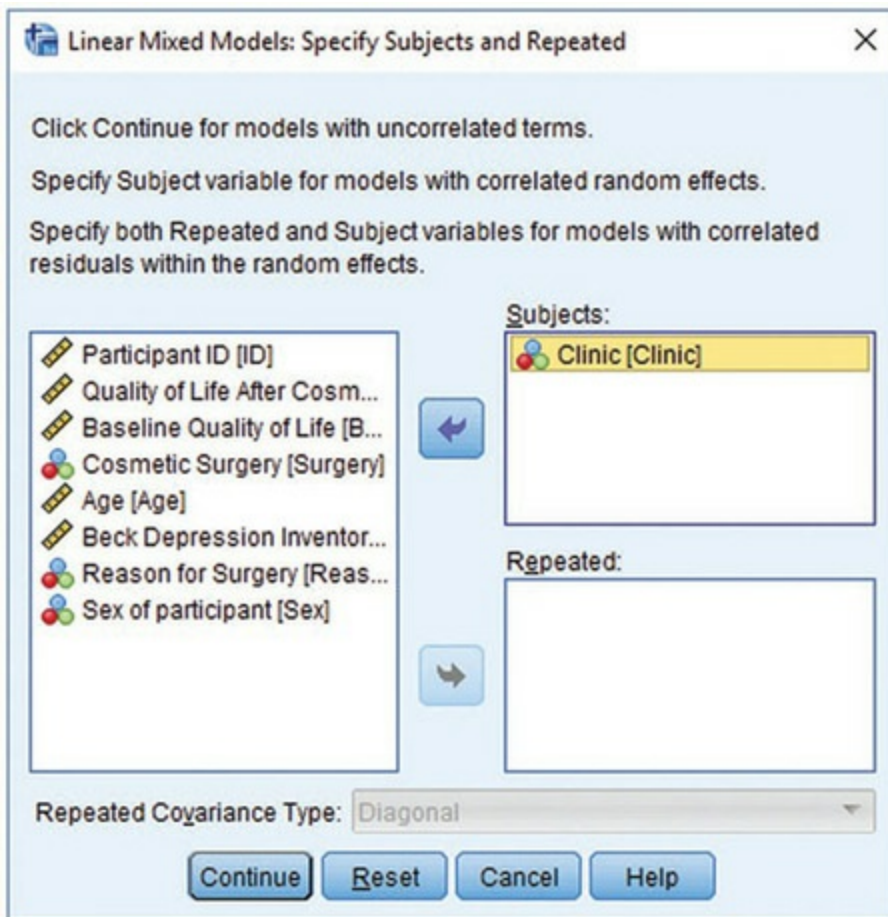 Linear Mixed Models: Specify Subjects and Repeated
Click Continue for models with uncorrelated terms.
Specify Subject variable for models with correlated random effects.
Specify both Repeated and Subject variables for models with correlated
residuals within the random effects.
Participant ID [ID]
Quality of Life After Cosm...
Baseline Quality of Life [B...
Cosmetic Surgery [Surgery]
Age [Age]
Beck Depression Inventor...
Reason for Surgery [Reas...
Sex of participant [Sex]
Subjects:
Clinic [Clinic]
Repeated:
Repeated Covariance Type: Diagonal
Continue Reset Cancel Help